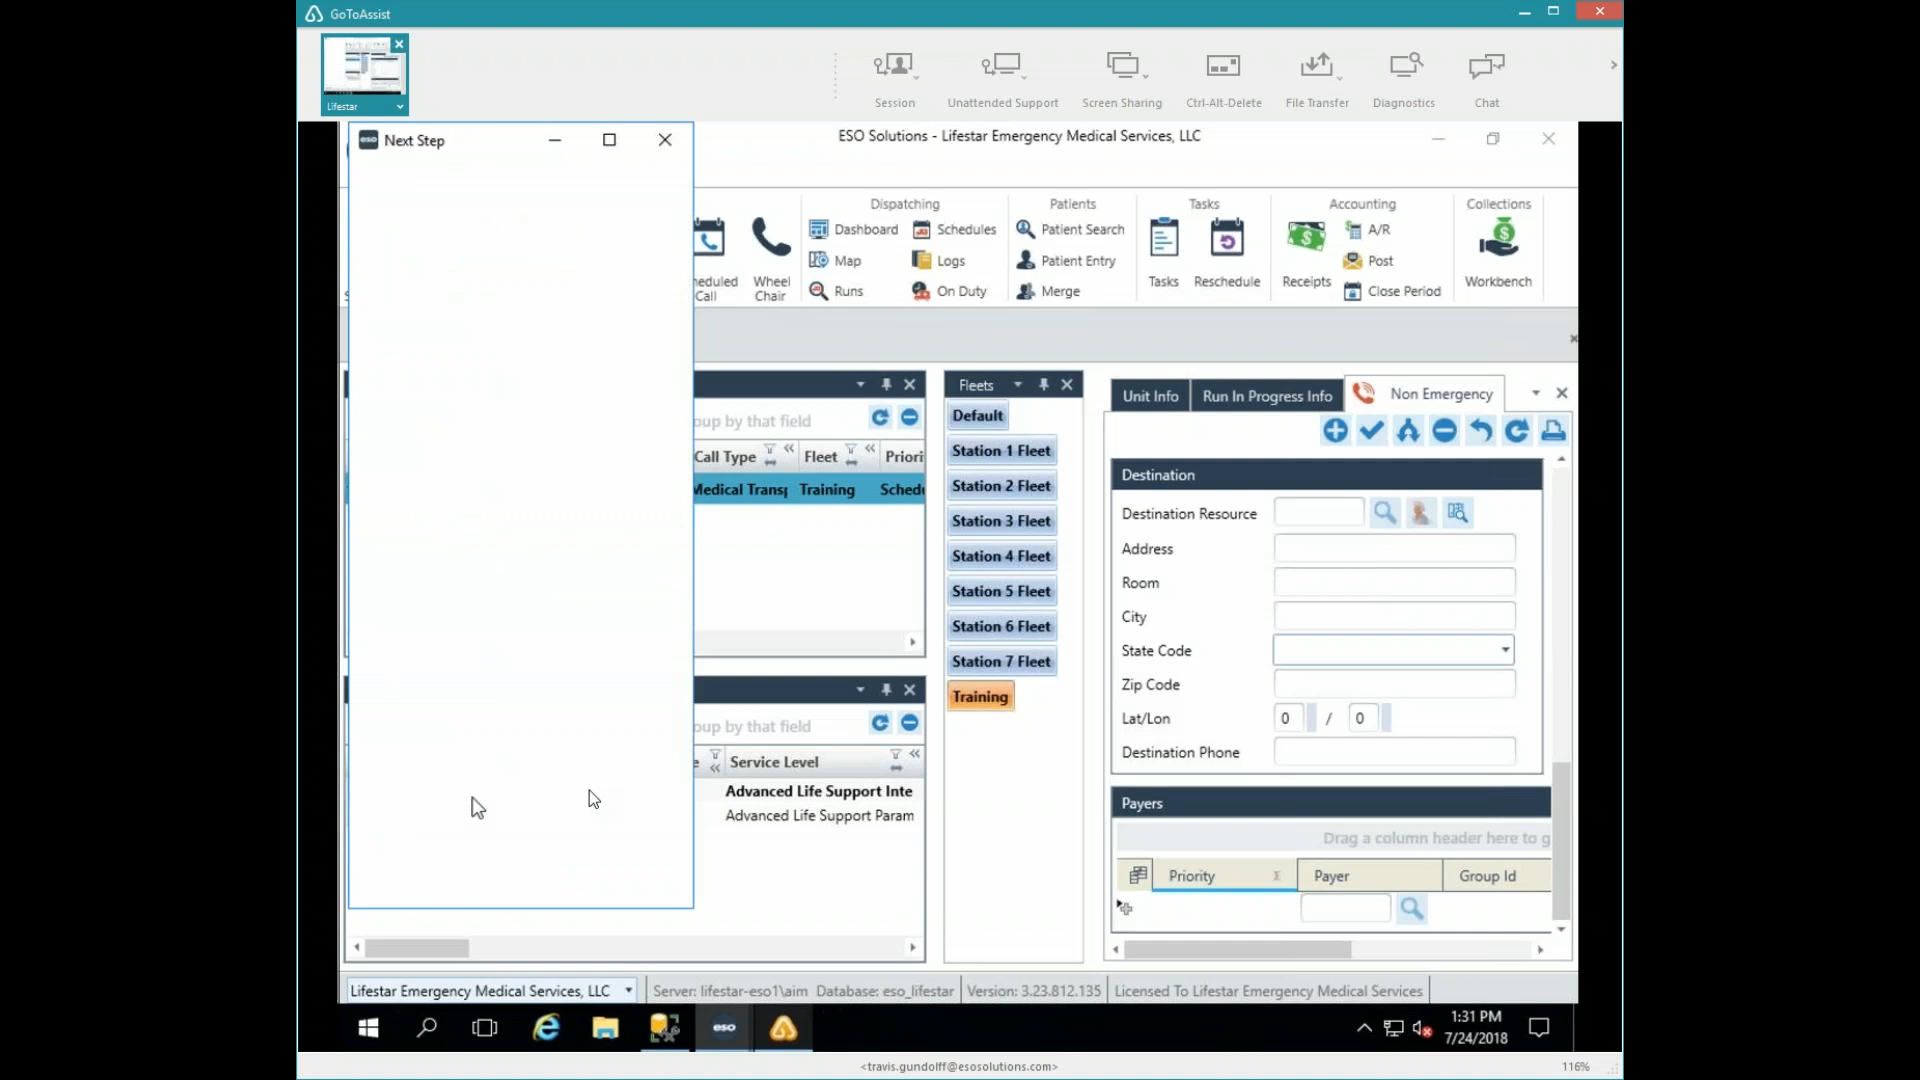 GoToAssist
Lifestar
Session
Unattended Support
Screen Sharing
Ctrl-Alt-Delete
File Transfer
Diagnostics
Chat
eso Next Step
ESO Solutions - Lifestar Emergency Medical Services, LLC
Call
Wheel Chair
Dispatching
Dashboard
Schedules
Map
Logs
Runs
On Duty
Patients
Patient Search
Patient Entry
Merge
Tasks
Tasks
Reschedule
Accounting
Receipts
A/R
Post
Close Period
Collections
Workbench
by that field
Call Type
Fleet
Priori
Training
Sched
by that field
Service Level
Advanced Life Support Inte
Advanced Life Support Param
Fleets
Default
Station 1 Fleet
Station 2 Fleet
Station 3 Fleet
Station 4 Fleet
Station 5 Fleet
Station 6 Fleet
Station 7 Fleet
Training
Unit Info
Run In Progress Info
Non Emergency
Destination
Destination Resource
Address
Room
City
State Code
Zip Code
Lat/Lon 0 / 0
Destination Phone
Payers
Drag a column header here to g
Priority
Payer
Group Id
Lifestar Emergency Medical Services, LLC
Server: lifestar-eso1\aim Database: eso_lifestar
Version: 3.23.812.135
Licensed To Lifestar Emergency Medical Services
eso
1:31 PM
7/24/2018
<travis.gundolff@esosolutions.com>
116%